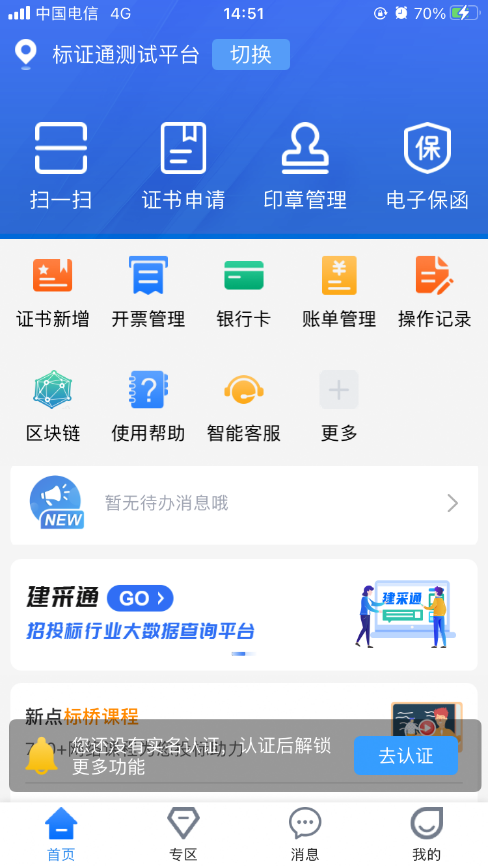 中国电信 4G 14:51 70%
标证通测试平台 切换
扫一扫 证书申请 印章管理 保 电子保函
证书新增 开票管理 银行卡 ¥ 账单管理 操作记录
区块链 ? 使用帮助 智能客服 更多
NEW 暂无待办消息哦
建采通 GO
招投标行业大数据查询平台
建采通
新点标桥课程
您还没有实名认证，认证后解锁
更多功能
去认证
首页 专区 消息 我的